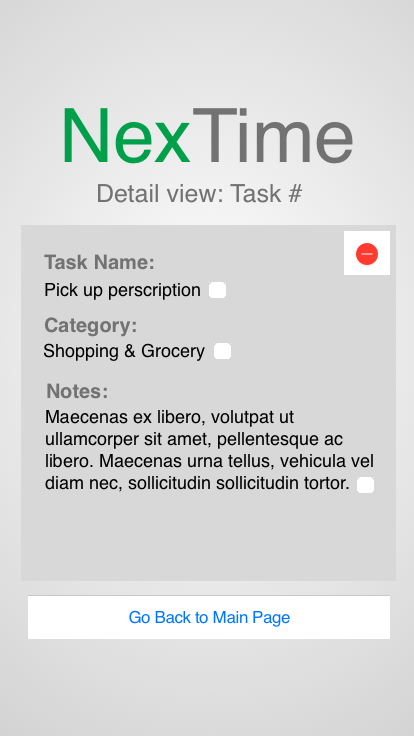 NexTime
Detail view: Task #
Task Name:
Pick up perscription
Category:
Shopping & Grocery
Notes:
Maecenas ex libero, volutpat ut
ullamcorper sit amet, pellentesque ac
libero. Maecenas urna tellus, vehicula vel
diam nec, sollicitudin sollicitudin tortor.
Go Back to Main Page